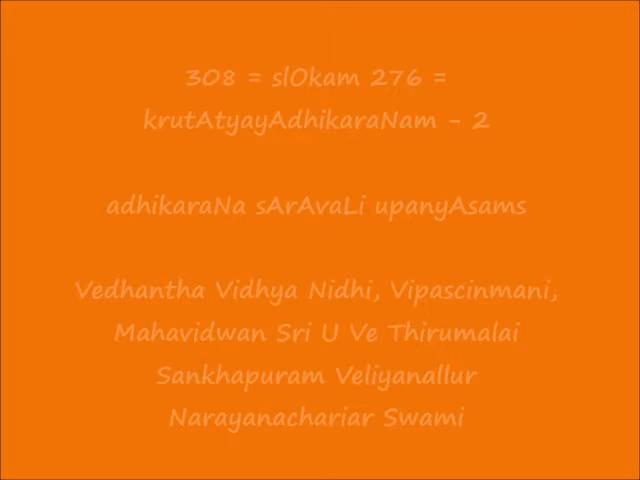 308 = slOkam 276 =
krutAtyayAdhikaraNam - 2
adhikaraNa sArAvaLi upanyAsams
Vedhantha Vidhya Nidhi, Vipascinmani,
Mahavidwan Sri U Ve Thirumalai
Sankhapuram Veliyanallur
Narayanachariar Swami